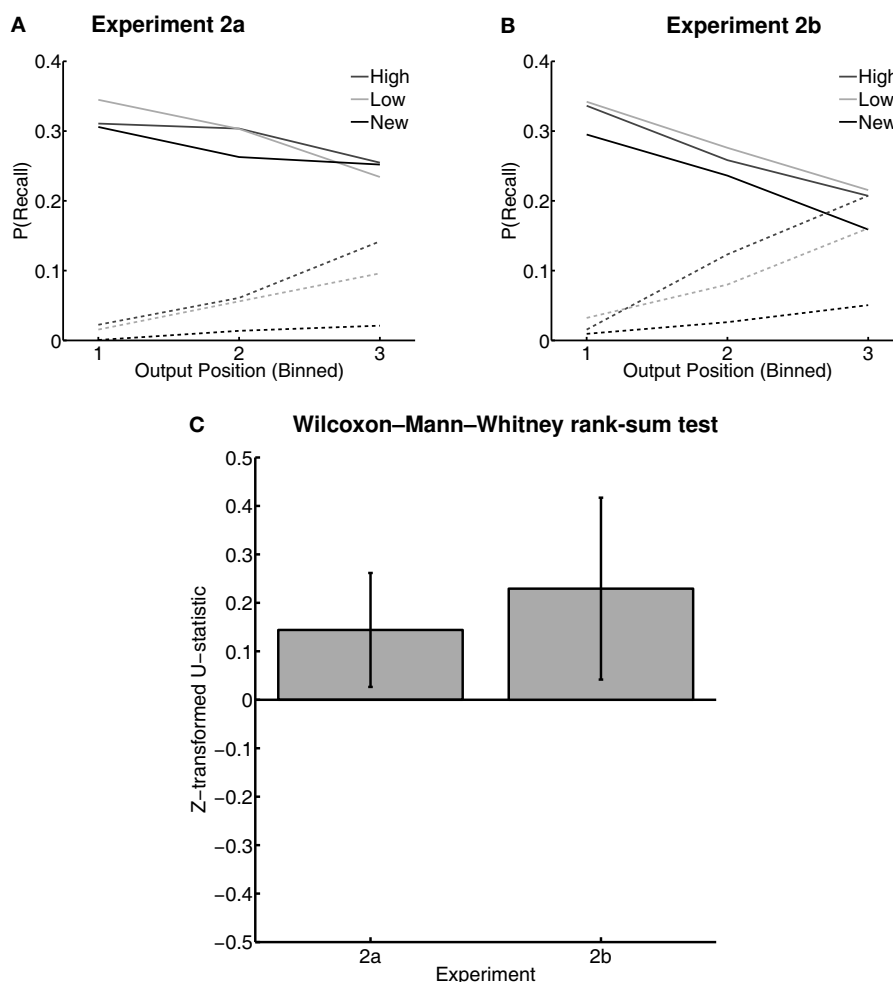 A Experiment 2a
0.4
0.3
0.2
0.1
0
P(Recall)
High
Low
New
1 2 3
Output Position (Binned)
B Experiment 2b
0.4
0.3
0.2
0.1
0
P(Recall)
High
Low
New
1 2 3
Output Position (Binned)
C Wilcoxon–Mann–Whitney rank-sum test
0.5
0.4
0.3
0.2
0.1
0
−0.1
−0.2
−0.3
−0.4
−0.5
Z−transformed U−statistic
2a 2b
Experiment